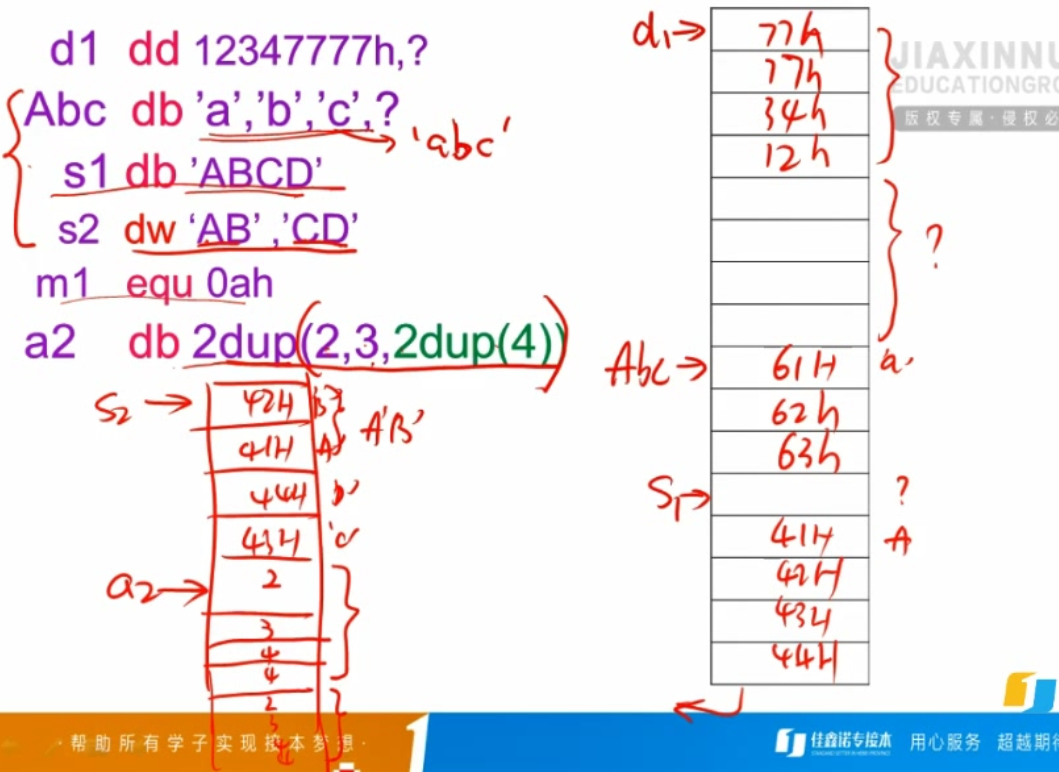 d1 dd 12347777h,?
Abc db 'a','b','c',?
'abc'
s1 db 'ABCD'
s2 dw 'AB','CD'
m1 equ 0ah
a2 db 2dup(2,3,2dup(4))
S2
42H
41H A
'AB'
44H
43H
a2
2
3
4
4
2
3
4
d1
77h
77h
34h
12h
?
Abc
61H a
62h
63h
S1
?
41H A
42H
43H
44H
JIAXINNU
EDUCATIONGRO
版权专属·侵权必
·帮助所有学子实现接本梦想·
佳鑫诺专接本
用心服务 超越期待